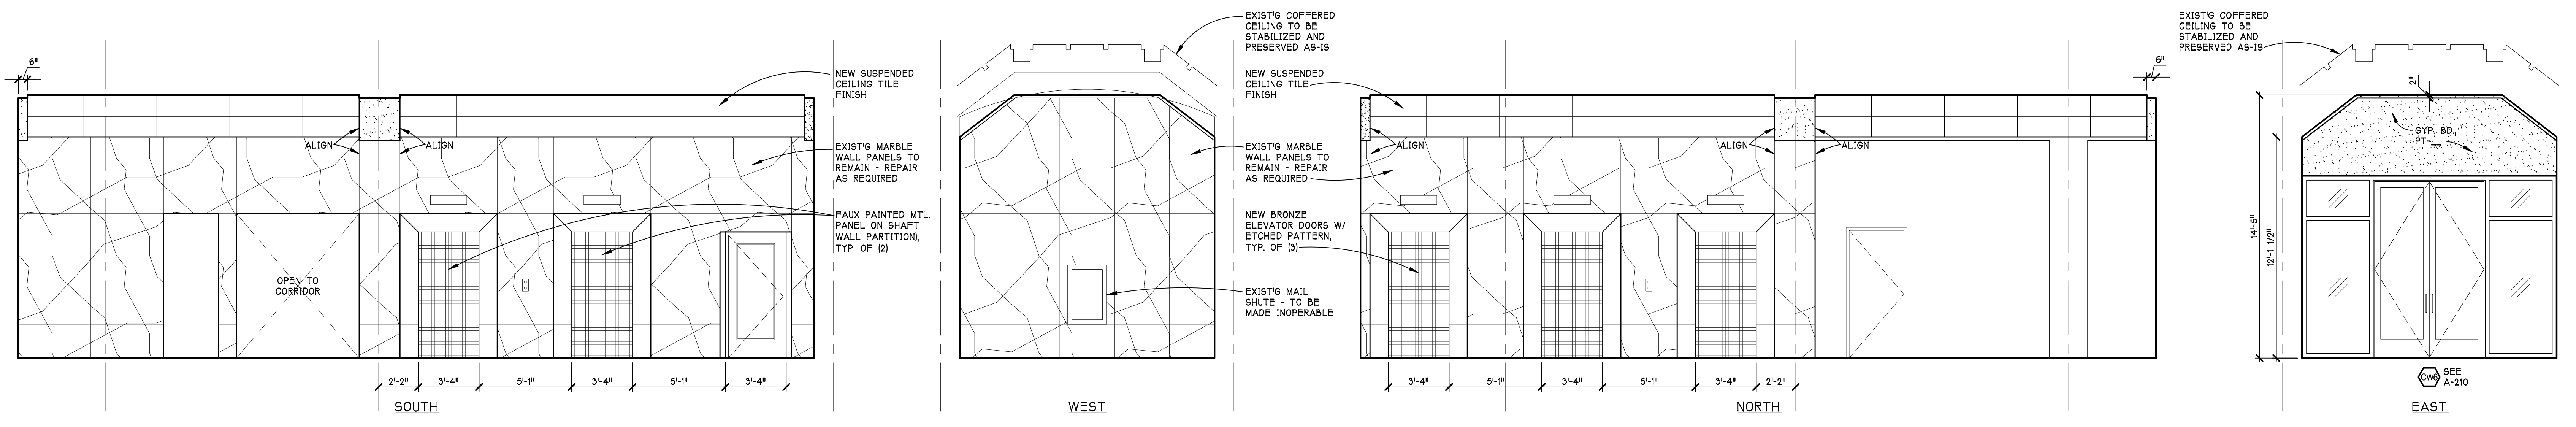 6"
ALIGN
ALIGN
OPEN TO
CORRIDOR
NEW SUSPENDED
CEILING TILE
FINISH
EXIST'G MARBLE
WALL PANELS TO
REMAIN - REPAIR
AS REQUIRED
FAUX PAINTED MTL.
PANEL ON SHAFT
WALL PARTITION),
TYP. OF (2)
2'-2"
3'-4"
5'-1"
3'-4"
5'-1"
3'-4"
SOUTH
EXIST'G COFFERED
CEILING TO BE
STABILIZED AND
PRESERVED AS-IS
NEW SUSPENDED
CEILING TILE
FINISH
EXIST'G MARBLE
WALL PANELS TO
REMAIN - REPAIR
AS REQUIRED
NEW BRONZE
ELEVATOR DOORS W/
ETCHED PATTERN,
TYP. OF (3)
EXIST'G MAIL
SHUTE - TO BE
MADE INOPERABLE
WEST
6"
ALIGN
ALIGN
ALIGN
3'-4"
5'-1"
3'-4"
5'-1"
3'-4"
2'-2"
NORTH
EXIST'G COFFERED
CEILING TO BE
STABILIZED AND
PRESERVED AS-IS
2"
GYP. BD.,
PT-__
14'-5"
12'-1 1/2"
CW6
SEE
A-210
EAST